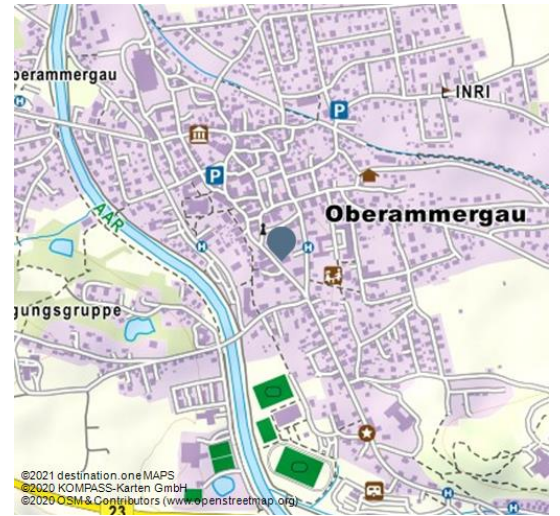 berammergau
INRI
P
H
P
AAR
Oberammergau
1
H
H
gungsgruppe
H
H
23
©2021 destination.one MAPS
©2020 KOMPASS-Karten GmbH
©2020 OSM & Contributors (www.openstreetmap.org)